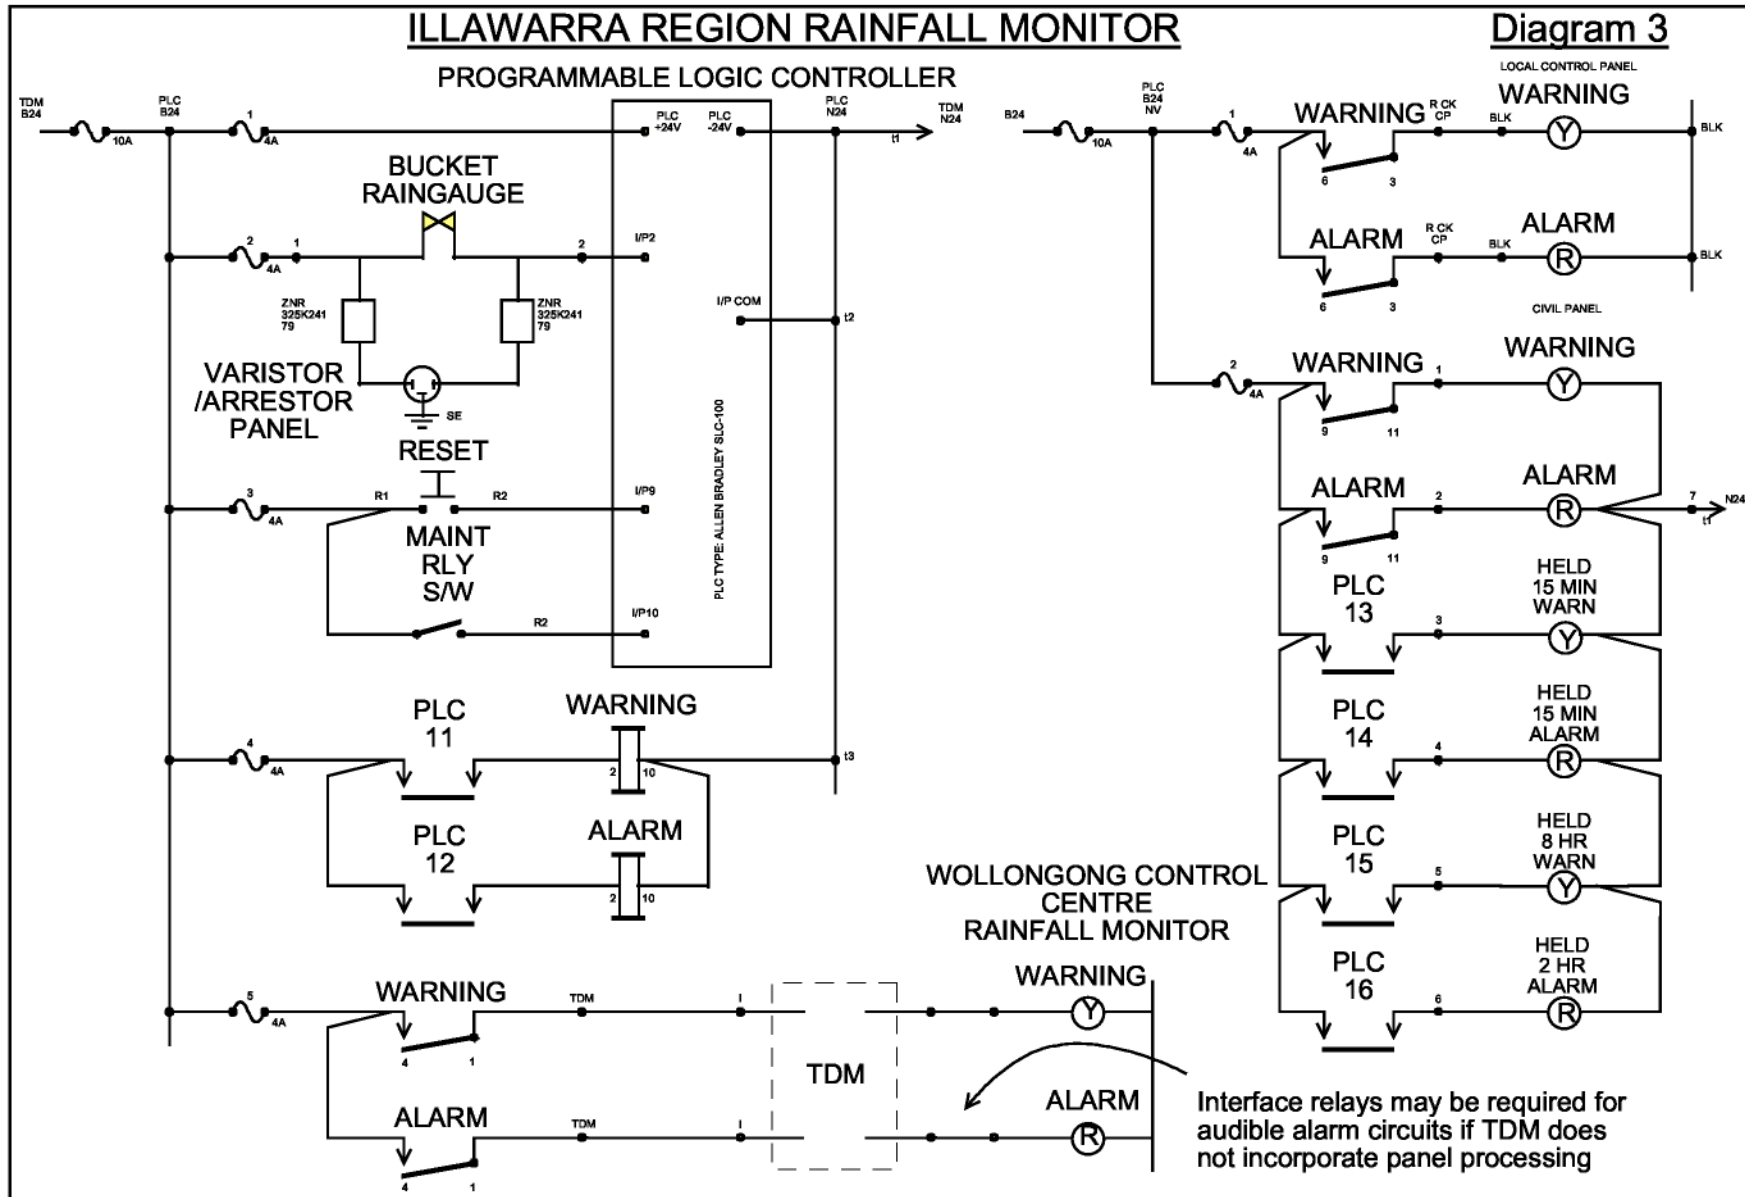 ILLAWARRA REGION RAINFALL MONITOR
Diagram 3
PROGRAMMABLE LOGIC CONTROLLER
TDM
B24
10A
PLC
B24
1
4A
PLC
+24V
PLC
-24V
PLC
N24
t1
TDM
N24
BUCKET
RAINGAUGE
2
4A
1
2
I/P2
ZNR
325K241
79
ZNR
325K241
79
I/P COM
t2
VARISTOR
/ARRESTOR
PANEL
SE
PLC TYPE: ALLEN BRADLEY SLC-100
RESET
3
4A
R1
R2
I/P9
MAINT
RLY
S/W
R2
I/P10
PLC
11
WARNING
4
4A
2
10
t3
PLC
12
ALARM
2
10
WARNING
5
4A
4
1
TDM
I
ALARM
4
1
TDM
I
TDM
WOLLONGONG CONTROL
CENTRE
RAINFALL MONITOR
WARNING
Y
ALARM
R
Interface relays may be required for
audible alarm circuits if TDM does
not incorporate panel processing
B24
10A
PLC
B24
NV
1
4A
LOCAL CONTROL PANEL
WARNING
6
3
R CK
CP
BLK
WARNING
Y
BLK
ALARM
6
3
R CK
CP
BLK
ALARM
R
BLK
CIVIL PANEL
2
4A
WARNING
9
11
1
WARNING
Y
ALARM
9
11
2
ALARM
R
7
t1
N24
PLC
13
3
HELD
15 MIN
WARN
Y
PLC
14
4
HELD
15 MIN
ALARM
R
PLC
15
5
HELD
8 HR
WARN
Y
PLC
16
6
HELD
2 HR
ALARM
R